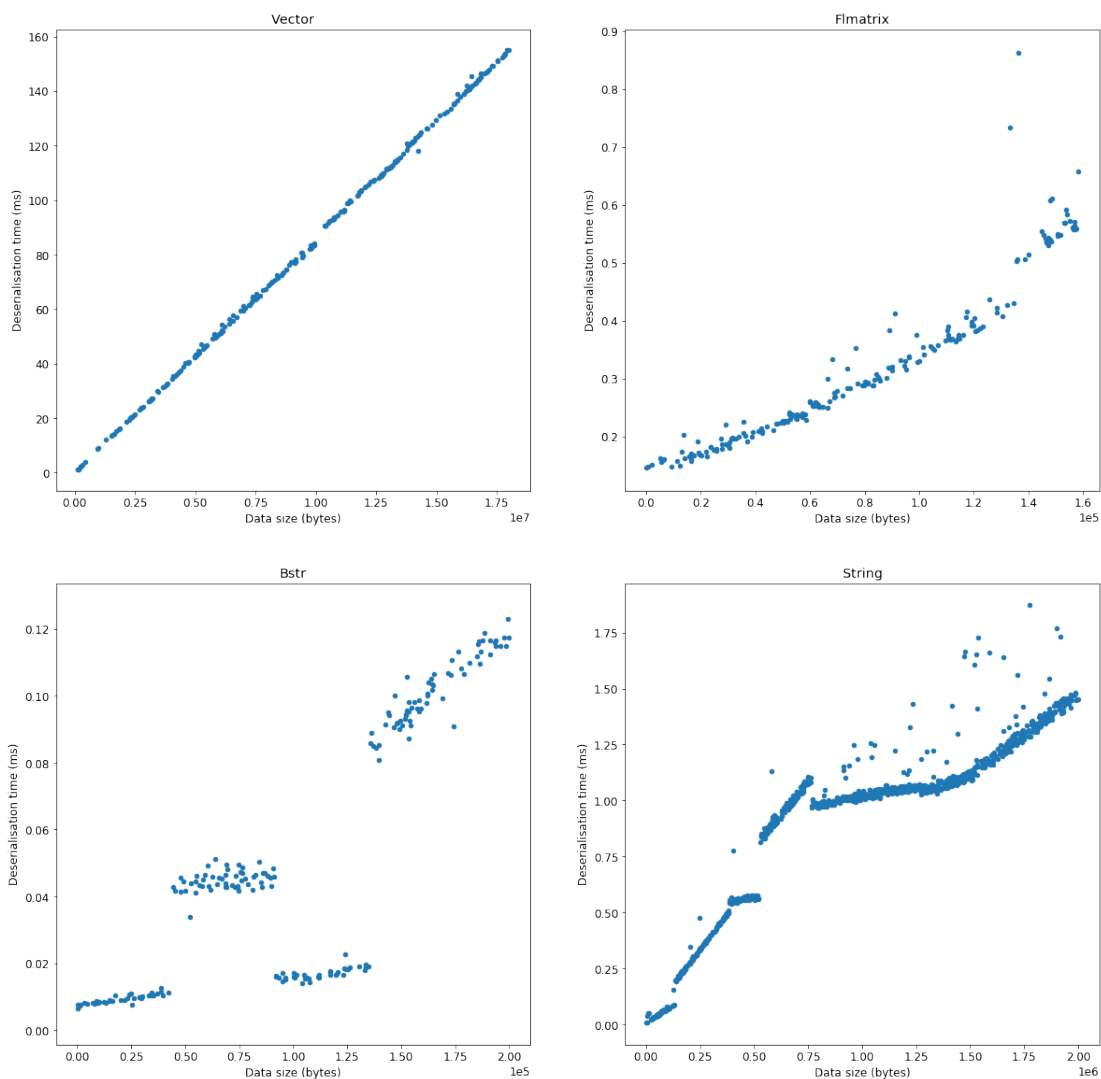 Vector
Deserialisation time (ms)
160
140
120
100
80
60
40
20
0
0.0 0.25 0.50 0.75 1.00 1.25 1.50 1.75
1e7
Data size (bytes)
Flmatrix
Deserialisation time (ms)
0.9
0.8
0.7
0.6
0.5
0.4
0.3
0.2
0.0 0.2 0.4 0.6 0.8 1.0 1.2 1.4 1.6
1e5
Data size (bytes)
Bstr
Deserialisation time (ms)
0.12
0.10
0.08
0.06
0.04
0.02
0.00
0.00 0.25 0.50 0.75 1.00 1.25 1.50 1.75 2.00
1e5
Data size (bytes)
String
Deserialisation time (ms)
1.75
1.50
1.25
1.00
0.75
0.50
0.25
0.00
0.00 0.25 0.50 0.75 1.00 1.25 1.50 1.75 2.00
1e6
Data size (bytes)